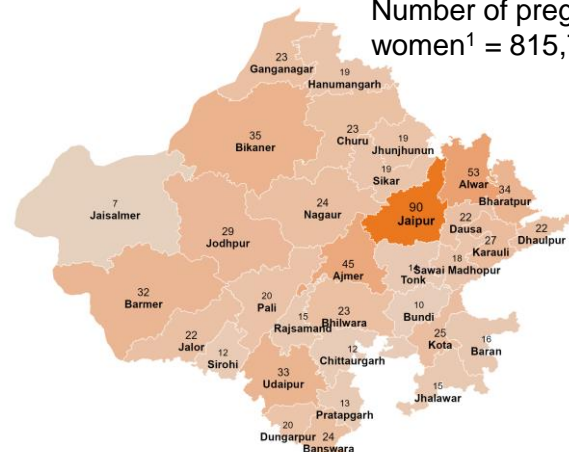 Number of preg
women¹ = 815,
23
Ganganagar
19
Hanumangarh
35
Bikaner
23
Churu
19
Jhunjhunun
19
Sikar
53
Alwar
34
Bharatpur
7
Jaisalmer
24
Nagaur
90
Jaipur
22
Dausa
22
Dhaulpur
29
Jodhpur
27
Karauli
45
Ajmer
18
Sawai Madhopur
Tonk
32
Barmer
20
Pali
15
Rajsamand
23
Bhilwara
10
Bundi
22
Jalor
12
Sirohi
12
Chittaurgarh
25
Kota
16
Baran
33
Udaipur
15
Jhalawar
13
Pratapgarh
20
Dungarpur
24
Banswara